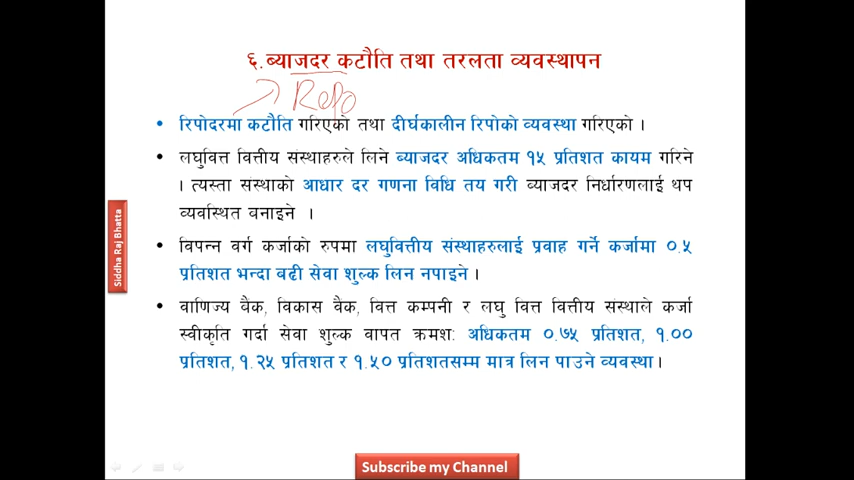 ६.ब्याजदर कटौति तथा तरलता व्यवस्थापन
Repo
• रिपोदरमा कटौति गरिएको तथा दीर्घकालीन रिपोको व्यवस्था गरिएको ।
• लघुवित्त वित्तीय संस्थाहरुले लिने ब्याजदर अधिकतम १५ प्रतिशत कायम गरिने
। त्यस्ता संस्थाको आधार दर गणना विधि तय गरी ब्याजदर निर्धारणलाई थप
व्यवस्थित बनाइने ।
• विपन्न वर्ग कर्जाको रुपमा लघुवित्तीय संस्थाहरुलाई प्रवाह गर्ने कर्जामा ०.५
प्रतिशत भन्दा बढी सेवा शुल्क लिन नपाइने ।
• वाणिज्य बैंक, विकास बैंक, वित्त कम्पनी र लघु वित्त वित्तीय संस्थाले कर्जा
स्वीकृति गर्दा सेवा शुल्क वापत क्रमश: अधिकतम ०.७५ प्रतिशत, १.००
प्रतिशत, १.२५ प्रतिशत र १.५० प्रतिशतसम्म मात्र लिन पाउने व्यवस्था ।
Siddha Raj Bhatta
Subscribe my Channel